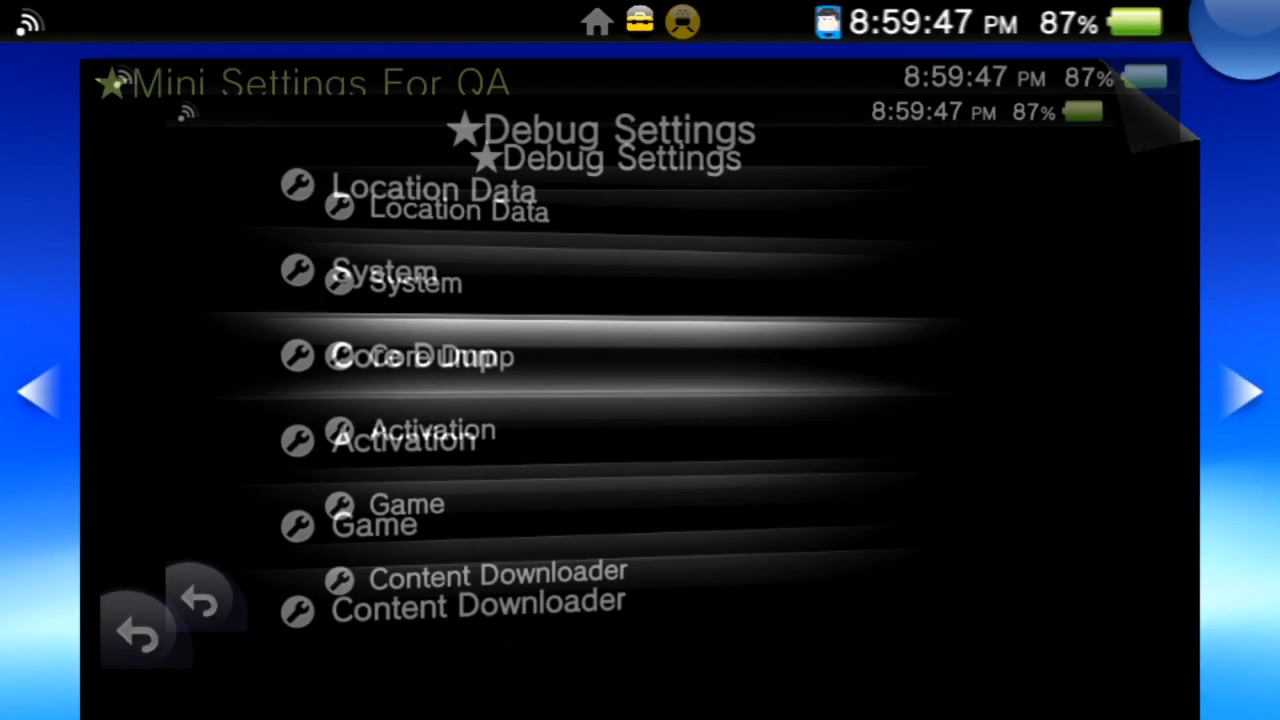 8:59:47 PM 87%
★Mini Settings For QA 8:59:47 PM 87%
8:59:47 PM 87%
★Debug Settings
★Debug Settings
Location Data
Location Data
System
System
Core Dump
Core Dump
Activation
Activation
Game
Game
Content Downloader
Content Downloader